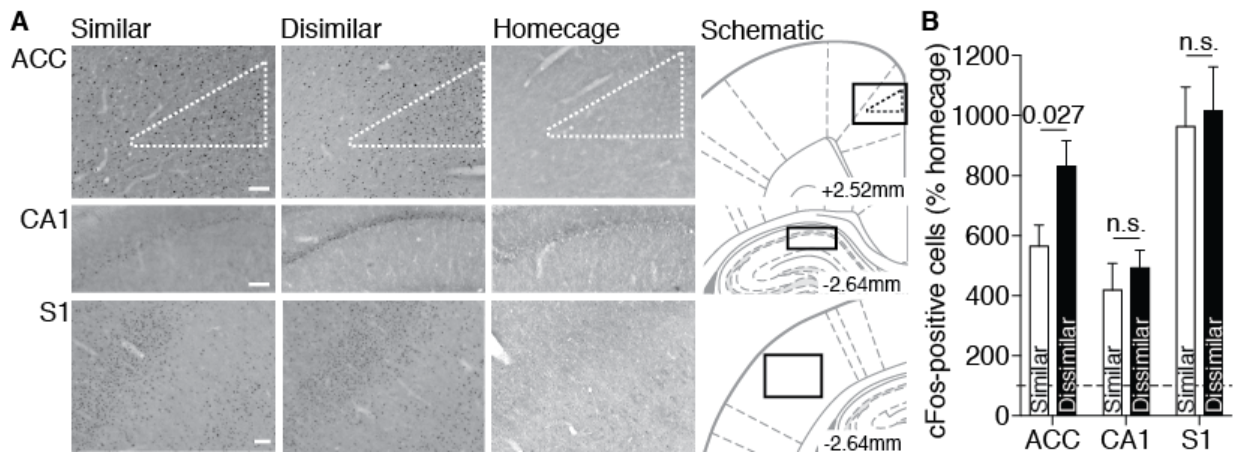 A
Similar
Disimilar
Homecage
Schematic
ACC
+2.52mm
CA1
-2.64mm
S1
-2.64mm
B
cFos-positive cells (% homecage)
1200
1000
800
600
400
200
0
0.027
n.s.
n.s.
Similar
Dissimilar
Similar
Dissimilar
Similar
Dissimilar
ACC CA1 S1